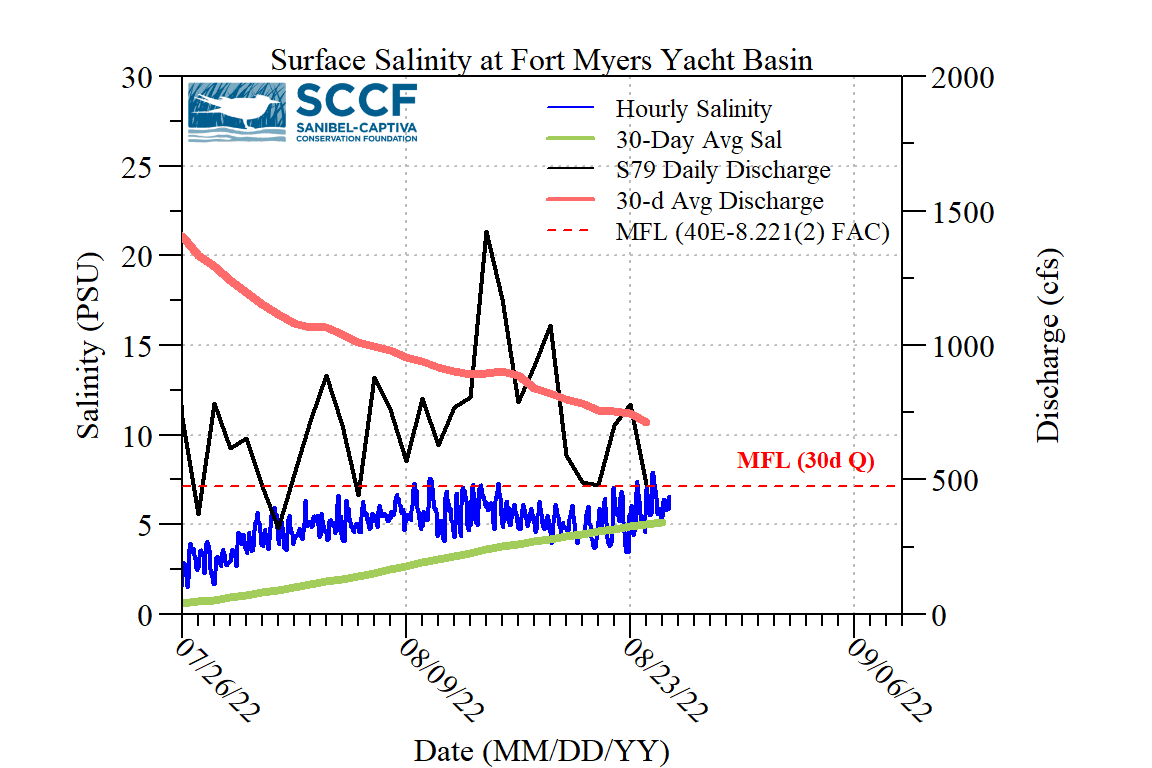 Surface Salinity at Fort Myers Yacht Basin
SCCF
SANIBEL-CAPTIVA
CONSERVATION FOUNDATION
Hourly Salinity
30-Day Avg Sal
S79 Daily Discharge
30-d Avg Discharge
MFL (40E-8.221(2) FAC)
MFL (30d Q)
Salinity (PSU)
30
25
20
15
10
5
0
Discharge (cfs)
2000
1500
1000
500
0
07/26/22
08/09/22
08/23/22
09/06/22
Date (MM/DD/YY)